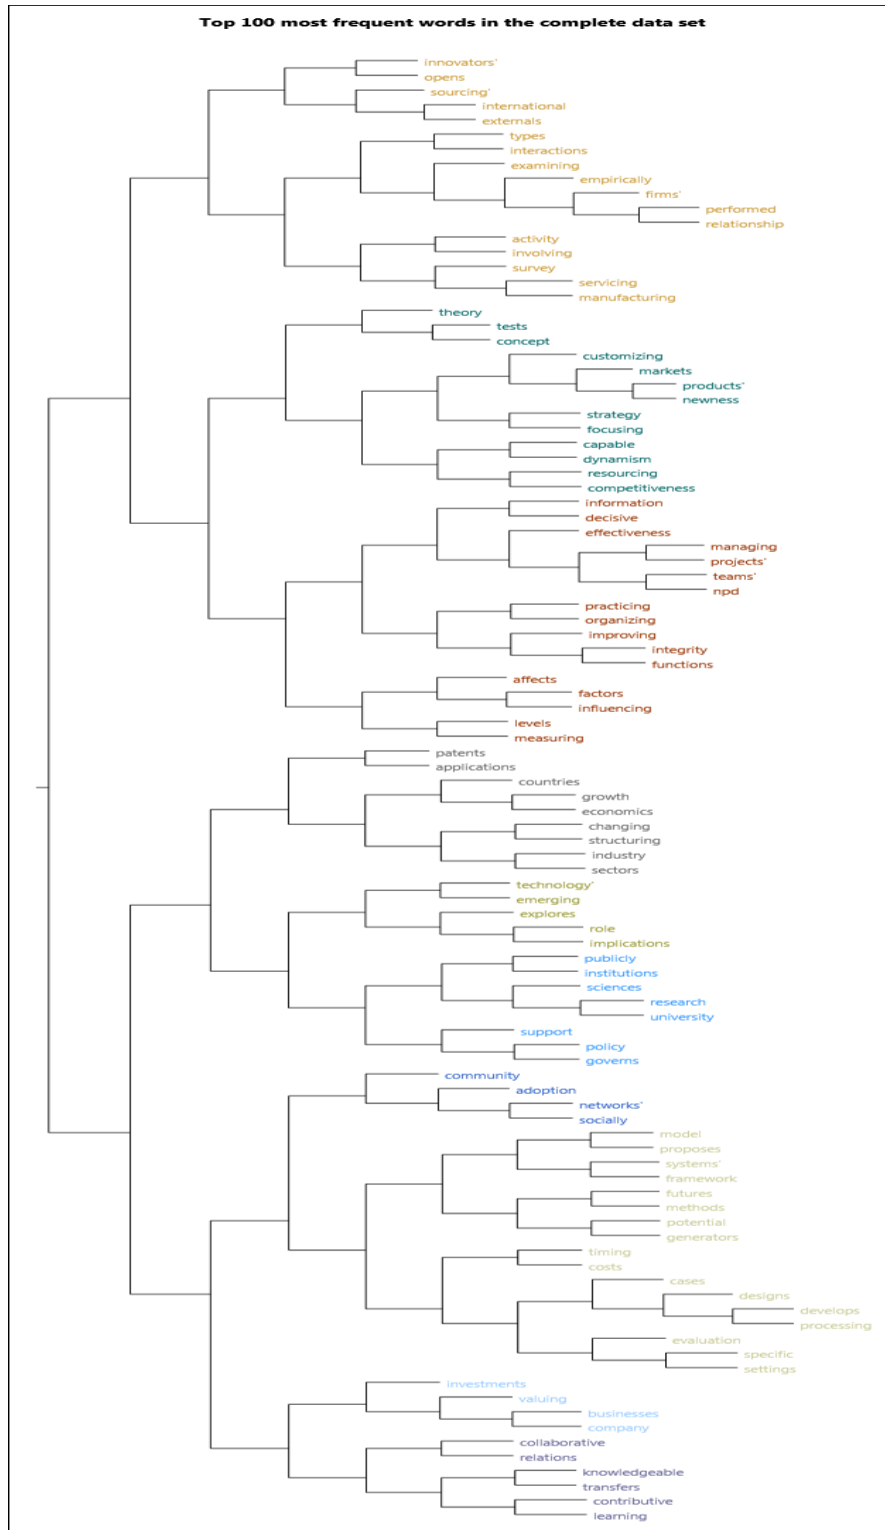 Top 100 most frequent words in the complete data set
innovators'
opens
sourcing'
international
externals
types
interactions
examining
empirically
firms'
performed
relationship
activity
involving
survey
servicing
manufacturing
theory
tests
concept
customizing
markets
products'
newness
strategy
focusing
capable
dynamism
resourcing
competitiveness
information
decisive
effectiveness
managing
projects'
teams'
npd
practicing
organizing
improving
integrity
functions
affects
factors
influencing
levels
measuring
patents
applications
countries
growth
economics
changing
structuring
industry
sectors
technology'
emerging
explores
role
implications
publicly
institutions
sciences
research
university
support
policy
governs
community
adoption
networks'
socially
model
proposes
systems'
framework
futures
methods
potential
generators
timing
costs
cases
designs
develops
processing
evaluation
specific
settings
investments
valuing
businesses
company
collaborative
relations
knowledgeable
transfers
contributive
learning